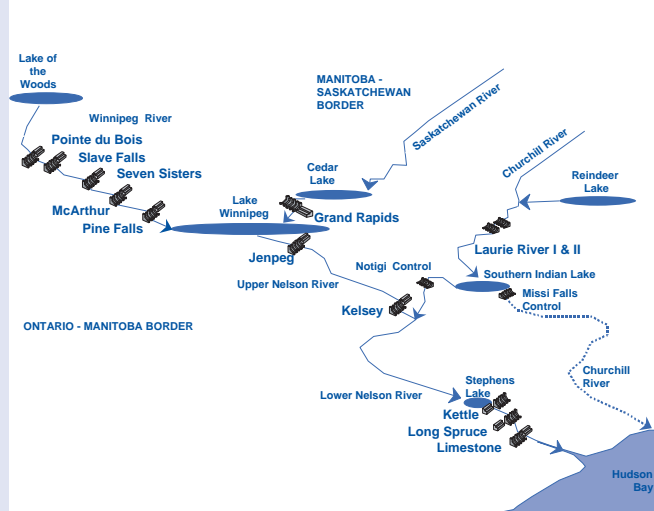 Lake of
the
Woods
MANITOBA -
SASKATCHEWAN
BORDER
Saskatchewan River
Winnipeg River
Churchill River
Pointe du Bois
Slave Falls
Seven Sisters
Cedar
Lake
Reindeer
Lake
McArthur
Lake
Winnipeg
Grand Rapids
Pine Falls
Laurie River I & II
Jenpeg
Notigi Control
Southern Indian Lake
Upper Nelson River
Missi Falls
Control
Kelsey
ONTARIO - MANITOBA BORDER
Churchill
River
Stephens
Lake
Lower Nelson River
Kettle
Long Spruce
Limestone
Hudson
Bay